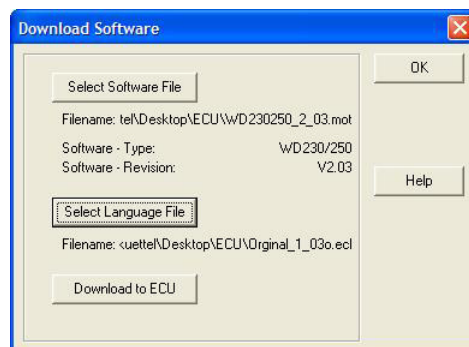 Download Software
OK
Select Software File
Filename: tel\Desktop\ECU\WD230250_2_03.mot
Software - Type: WD230/250
Software - Revision: V2.03
Help
Select Language File
Filename: <uettel\Desktop\ECU\Orginal_1_03o.ecl
Download to ECU